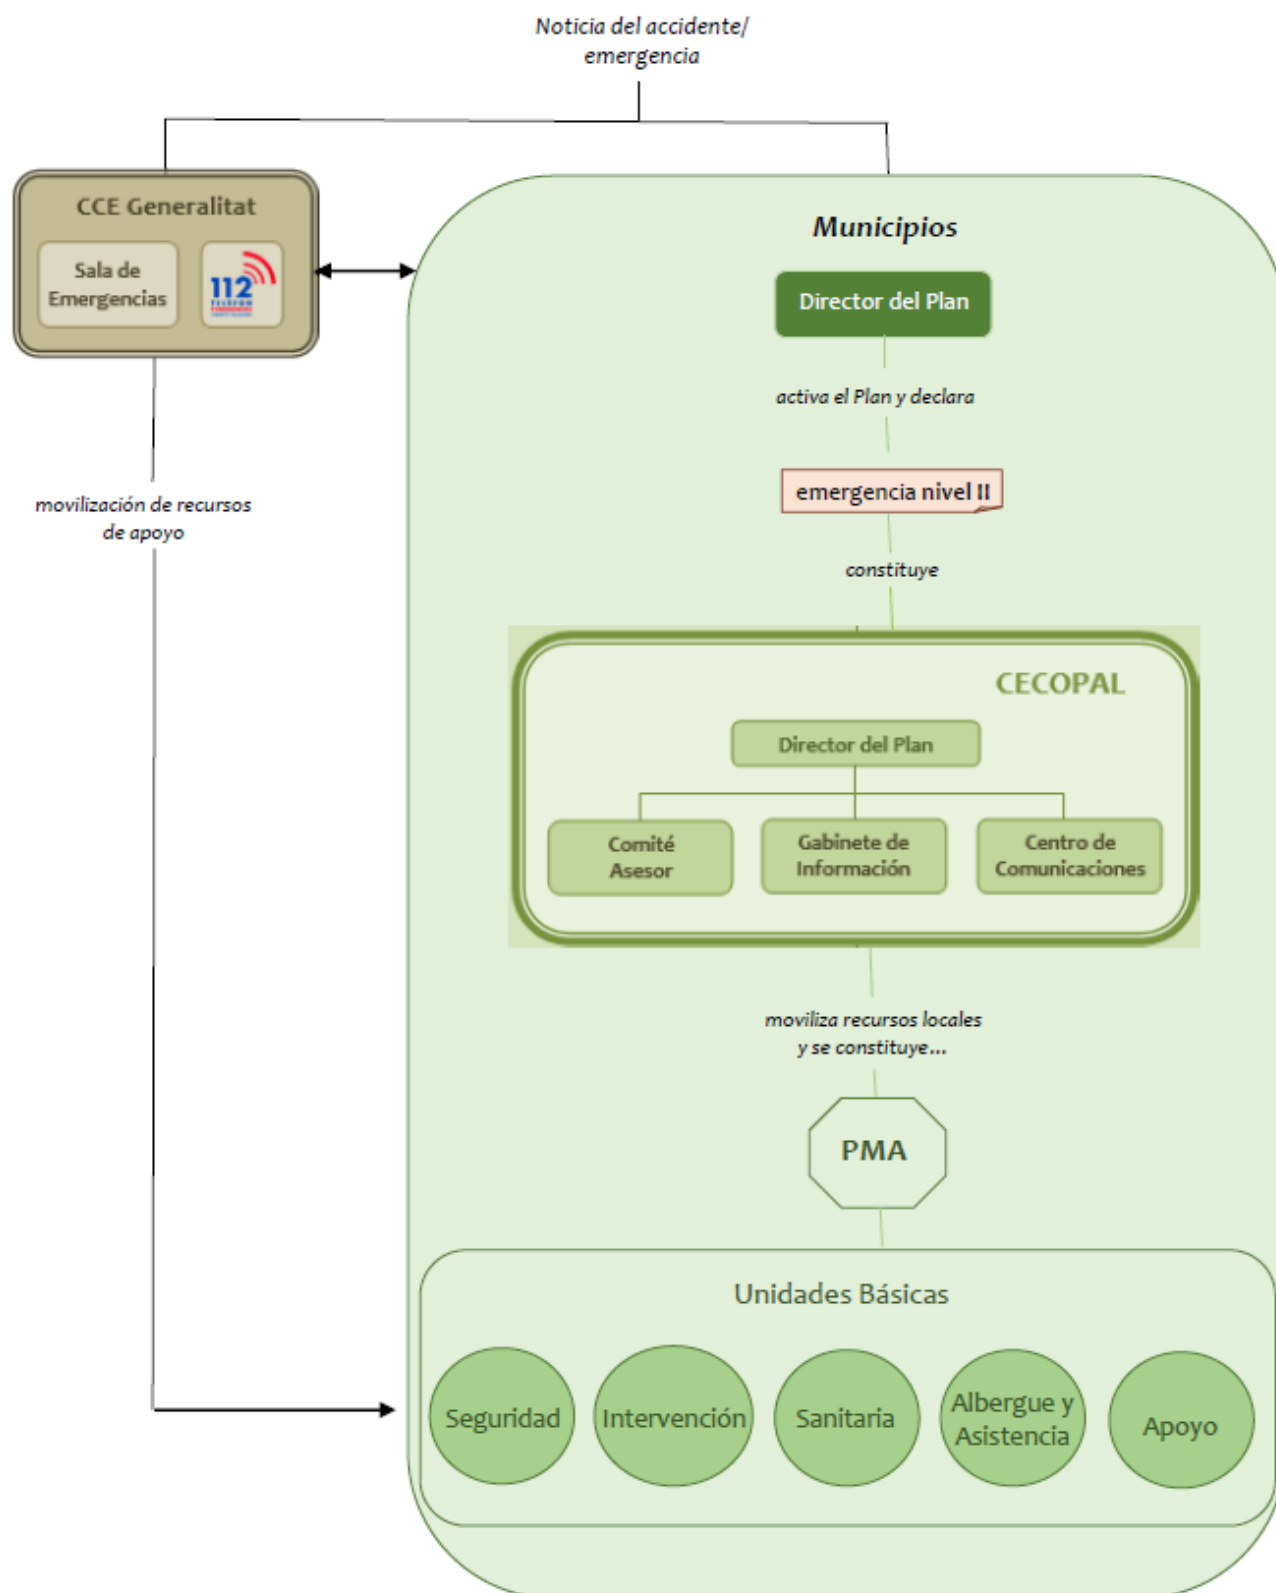 Noticia del accidente/
emergencia
CCE Generalitat
Sala de
Emergencias
112
Municipios
Director del Plan
activa el Plan y declara
emergencia nivel II
constituye
movilización de recursos
de apoyo
CECOPAL
Director del Plan
Comité
Asesor
Gabinete de
Información
Centro de
Comunicaciones
moviliza recursos locales
y se constituye...
PMA
Unidades Básicas
Seguridad
Intervención
Sanitaria
Albergue y
Asistencia
Apoyo